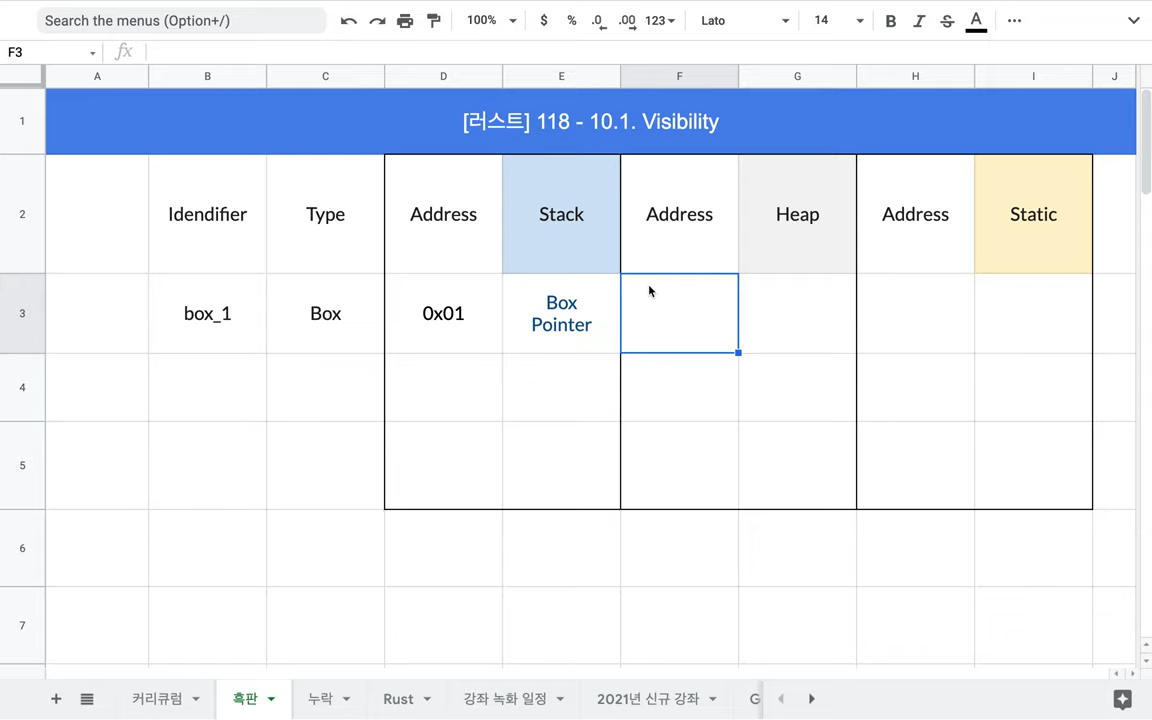 Search the menus (Option+/)
100%
$ % .0 .00 123
Lato
14
B I S A
F3
fx
A B C D E F G H I J
1
[러스트] 118 - 10.1. Visibility
2
Idendifier Type Address Stack Address Heap Address Static
3
box_1 Box 0x01 Box
Pointer
4
5
6
7
커리큘럼 흑판 누락 Rust 강좌 녹화 일정 2021년 신규 강좌 G